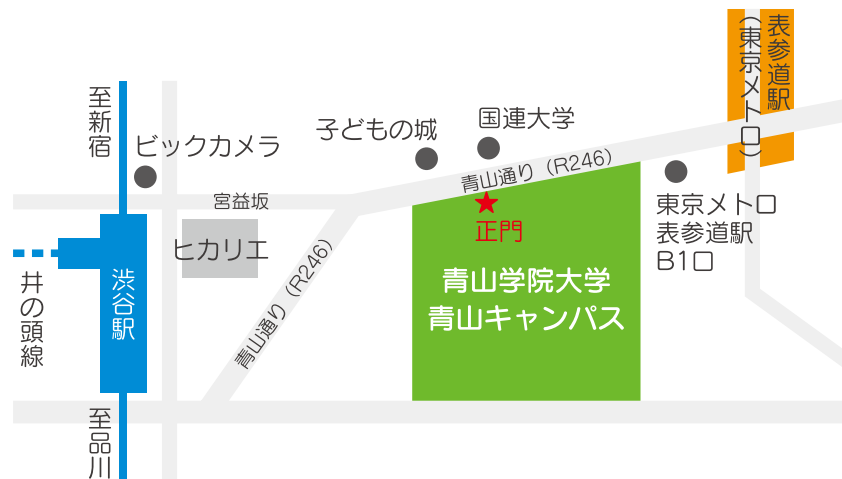 表参道駅
(東京メトロ)
至新宿
ビックカメラ
子どもの城
国連大学
青山通り(R246)
宮益坂
ヒカリエ
正門
東京メトロ
表参道駅
B1口
井の頭線
渋谷駅
青山通り(R246)
青山学院大学
青山キャンパス
至品川